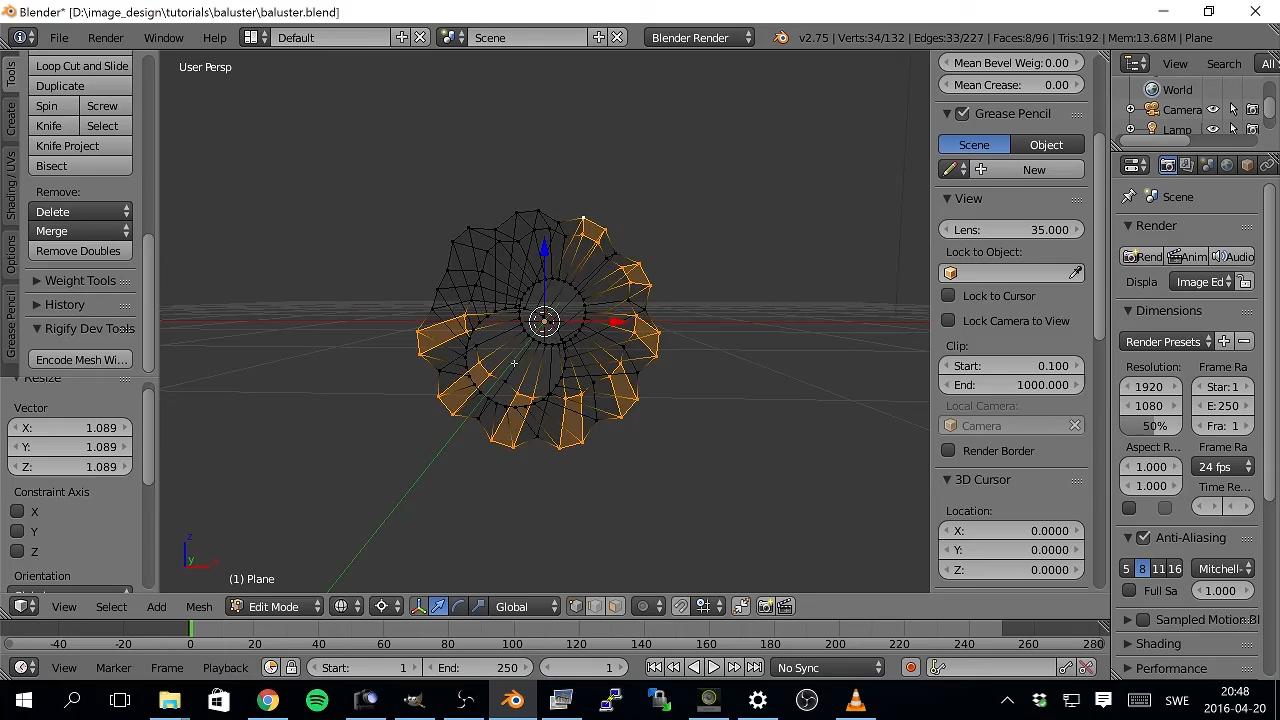 Blender* [D:\image_design\tutorials\baluster\baluster.blend]
File Render Window Help Default Scene Blender Render v2.75 | Verts:34/132 | Edges:33/227 | Faces:8/96 | Tris:192 | Mem:13.68M | Plane
Tools
Create
Shading / UVs
Options
Grease Pencil
Loop Cut and Slide
Duplicate
Spin Screw
Knife Select
Knife Project
Bisect
Remove:
Delete
Merge
Remove Doubles
Weight Tools
History
Rigify Dev Tools
Encode Mesh Wi...
Resize
Vector
X: 1.089
Y: 1.089
Z: 1.089
Constraint Axis
X
Y
Z
Orientation
User Persp
z
y
x
(1) Plane
Mean Bevel Weig: 0.00
Mean Crease: 0.00
Grease Pencil
Scene Object
New
View
Lens: 35.000
Lock to Object:
Lock to Cursor
Lock Camera to View
Clip:
Start: 0.100
End: 1000.000
Local Camera:
Camera
Render Border
3D Cursor
Location:
X: 0.0000
Y: 0.0000
Z: 0.0000
View Search All S
World
Camera
Lamp
Scene
Render
Rend Anim Audio
Displa Image Ed
Dimensions
Render Presets
Resolution: Frame Ra
1920 Star: 1
1080 E: 250
50% Fra: 1
Aspect R... Frame Ra
1.000 24 fps
1.000 Time Re...
Anti-Aliasing
5 8 11 16 Mitchell-
Full Sa 1.000
Sampled Motion Bl
Shading
Performance
View Select Add Mesh Edit Mode Global
-40 -20 0 20 40 60 80 100 120 140 160 180 200 220 240 260 280
View Marker Frame Playback Start: 1 End: 250 1 No Sync
SWE
20:48
2016-04-20